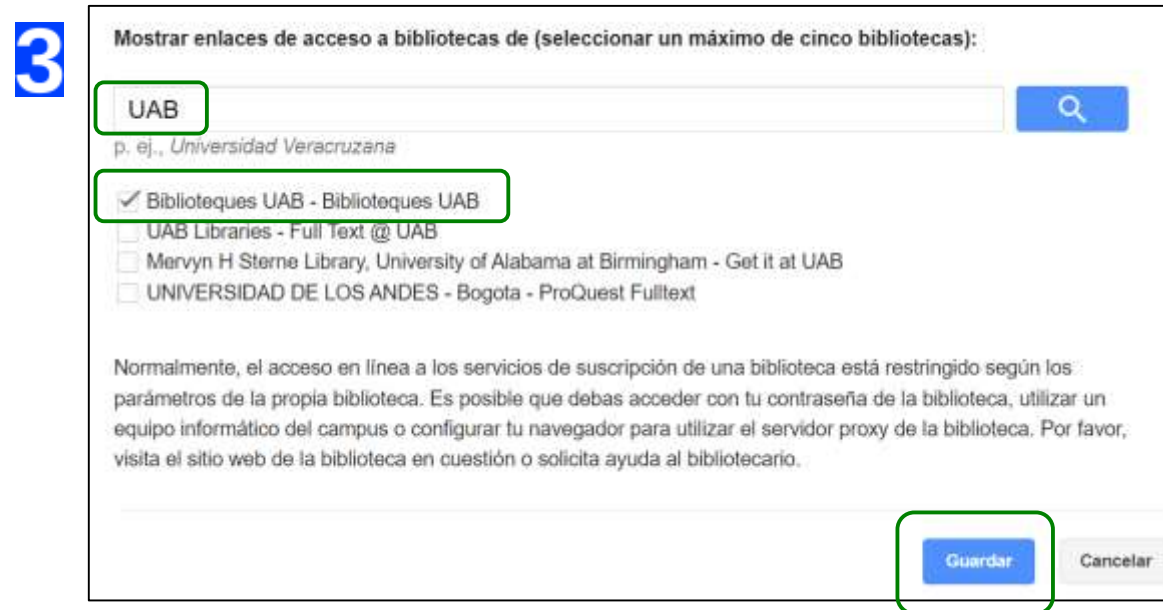 3
Mostrar enlaces de acceso a bibliotecas de (seleccionar un máximo de cinco bibliotecas):
UAB
p. ej., Universidad Veracruzana
Biblioteques UAB - Biblioteques UAB
UAB Libraries - Full Text @ UAB
Mervyn H Sterne Library, University of Alabama at Birmingham - Get it at UAB
UNIVERSIDAD DE LOS ANDES - Bogota - ProQuest Fulltext
Normalmente, el acceso en línea a los servicios de suscripción de una biblioteca está restringido según los
parámetros de la propia biblioteca. Es posible que debas acceder con tu contraseña de la biblioteca, utilizar un
equipo informático del campus o configurar tu navegador para utilizar el servidor proxy de la biblioteca. Por favor,
visita el sitio web de la biblioteca en cuestión o solicita ayuda al bibliotecario.
Guardar Cancelar